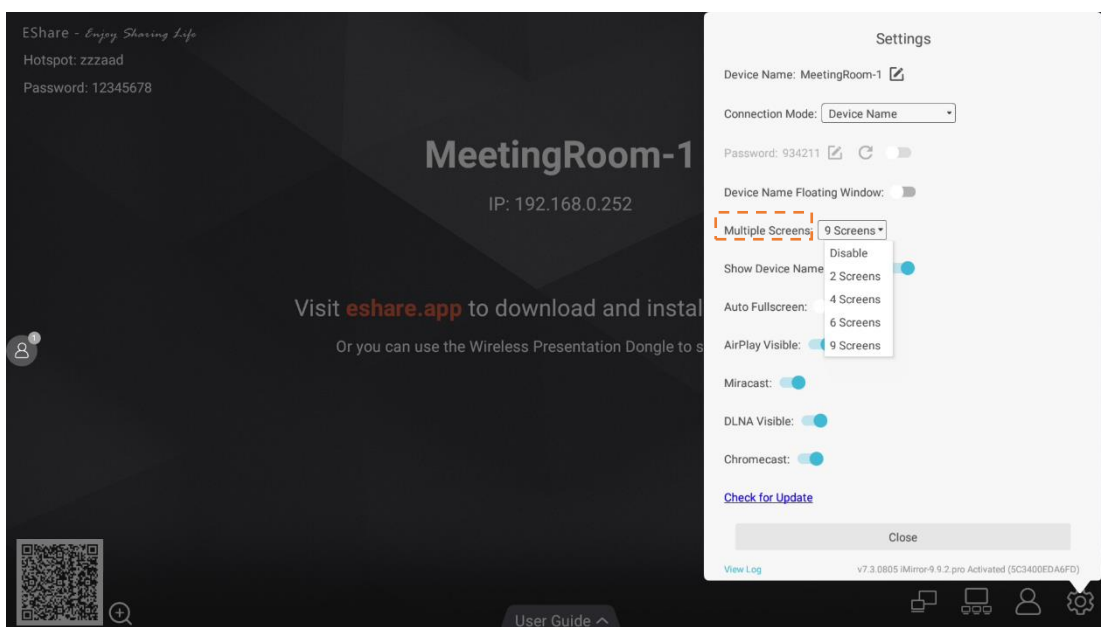 EShare - Enjoy Sharing Life
Hotspot: zzzaad
Password: 12345678
MeetingRoom-1
IP: 192.168.0.252
Visit eshare.app to download and instal
Or you can use the Wireless Presentation Dongle to s
1
User Guide
Settings
Device Name: MeetingRoom-1
Connection Mode: Device Name
Password: 934211
Device Name Floating Window:
Multiple Screens: 9 Screens
Disable
2 Screens
4 Screens
6 Screens
9 Screens
Show Device Name
Auto Fullscreen:
AirPlay Visible:
Miracast:
DLNA Visible:
Chromecast:
Check for Update
Close
View Log
v7.3.0805 iMirror-9.9.2.pro Activated (5C3400EDA6FD)